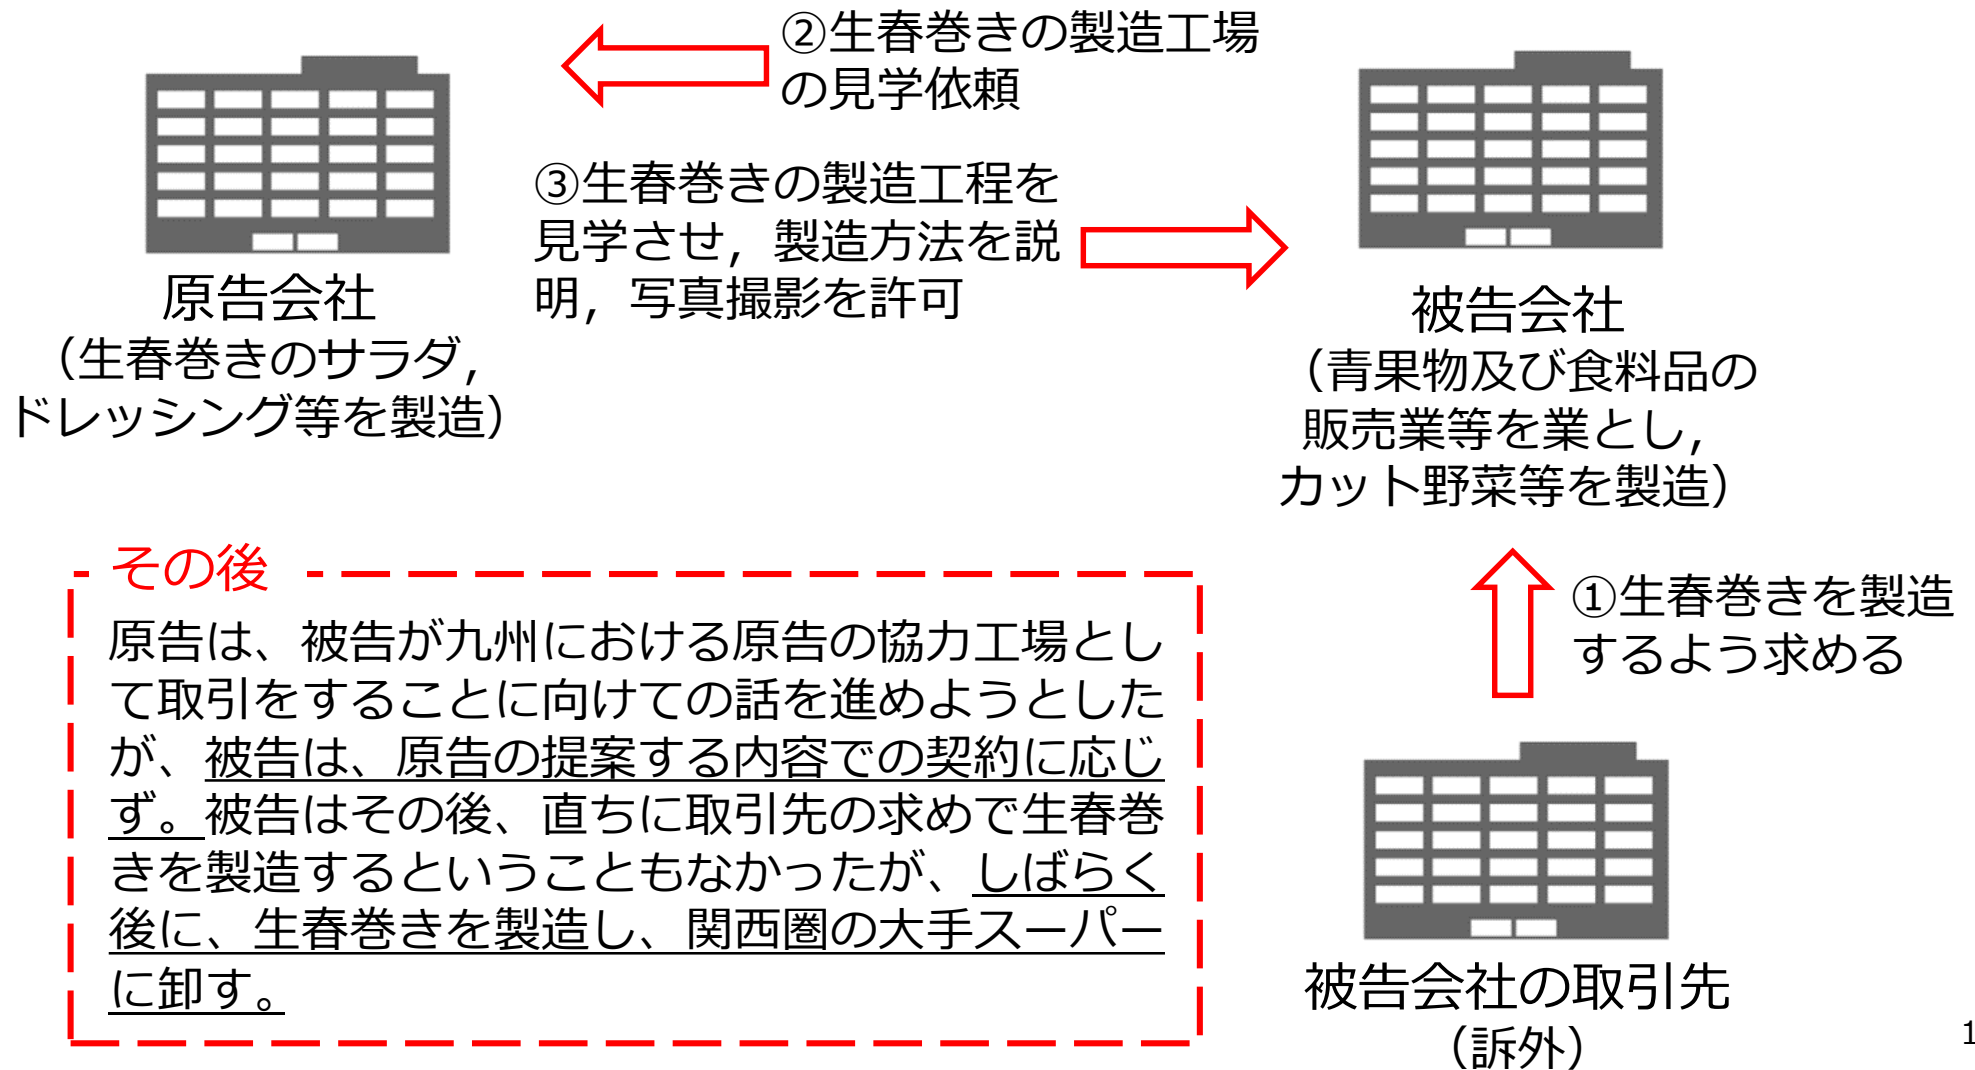 ②生春巻きの製造工場
の見学依頼
③生春巻きの製造工程を
見学させ，製造方法を説
明，写真撮影を許可
原告会社
（生春巻きのサラダ，
ドレッシング等を製造）
被告会社
（青果物及び食料品の
販売業等を業とし，
カット野菜等を製造）
①生春巻きを製造
するよう求める
被告会社の取引先
（訴外）
その後
原告は、被告が九州における原告の協力工場とし
て取引をすることに向けての話を進めようとした
が、被告は、原告の提案する内容での契約に応じ
ず。被告はその後、直ちに取引先の求めで生春巻
きを製造するということもなかったが、しばらく
後に、生春巻きを製造し、関西圏の大手スーパー
に卸す。
1